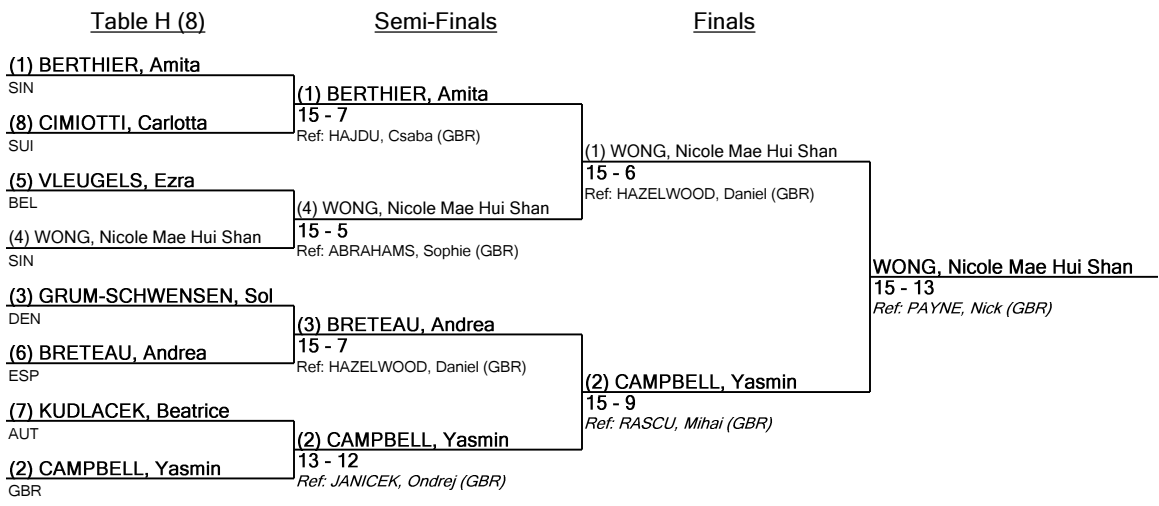 Table H (8)
Semi-Finals
Finals
(1) BERTHIER, Amita
SIN
(8) CIMIOTTI, Carlotta
SUI
(5) VLEUGELS, Ezra
BEL
(4) WONG, Nicole Mae Hui Shan
SIN
(3) GRUM-SCHWENSEN, Sol
DEN
(6) BRETEAU, Andrea
ESP
(7) KUDLACEK, Beatrice
AUT
(2) CAMPBELL, Yasmin
GBR
(1) BERTHIER, Amita
15 - 7
Ref: HAJDU, Csaba (GBR)
(4) WONG, Nicole Mae Hui Shan
15 - 5
Ref: ABRAHAMS, Sophie (GBR)
(3) BRETEAU, Andrea
15 - 7
Ref: HAZELWOOD, Daniel (GBR)
(2) CAMPBELL, Yasmin
13 - 12
Ref: JANICEK, Ondrej (GBR)
(1) WONG, Nicole Mae Hui Shan
15 - 6
Ref: HAZELWOOD, Daniel (GBR)
(2) CAMPBELL, Yasmin
15 - 9
Ref: RASCU, Mihai (GBR)
WONG, Nicole Mae Hui Shan
15 - 13
Ref: PAYNE, Nick (GBR)